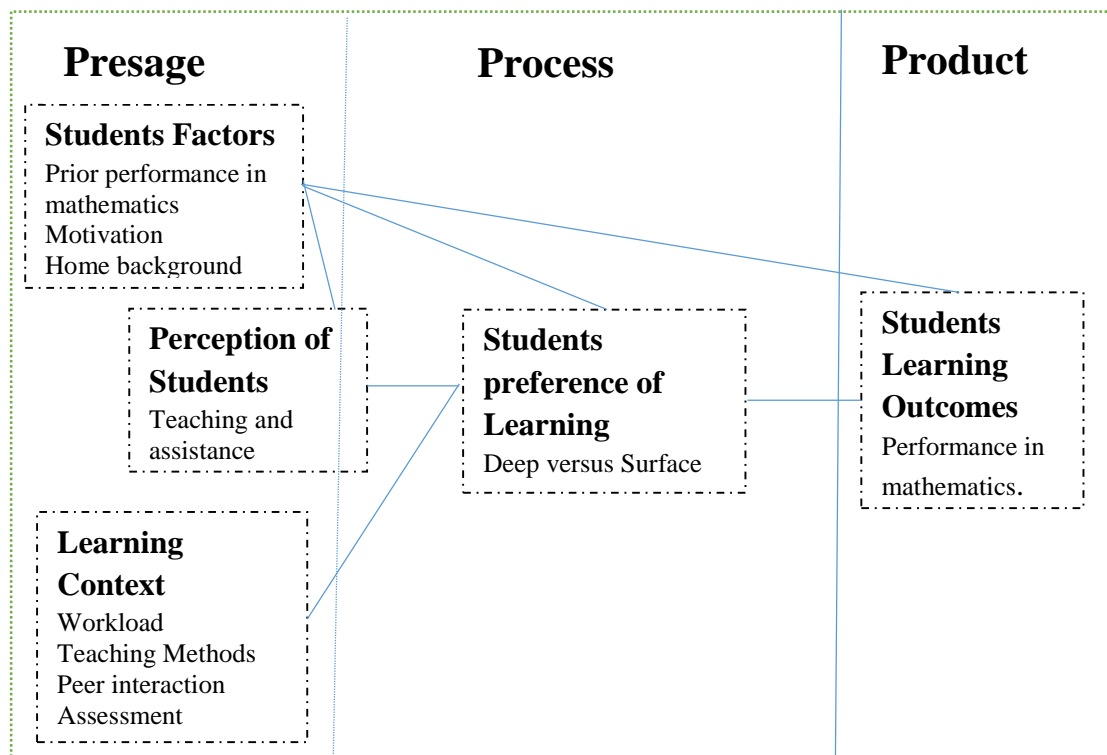 Presage
Process
Product
Students Factors
Prior performance in
mathematics
Motivation
Home background
Perception of
Students
Teaching and
assistance
Learning
Context
Workload
Teaching Methods
Peer interaction
Assessment
Students
preference of
Learning
Deep versus Surface
Students
Learning
Outcomes
Performance in
mathematics.